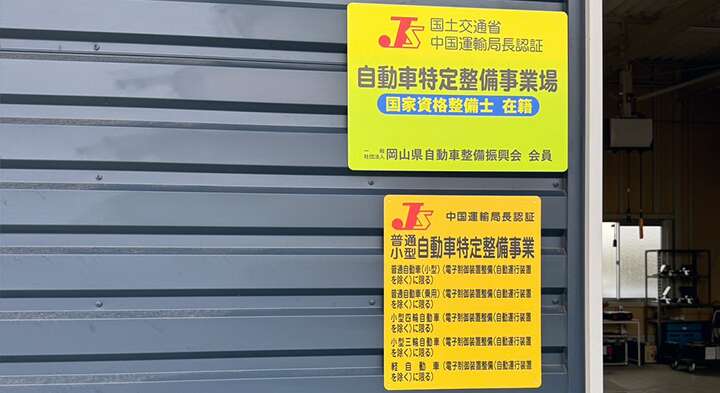 JS 国土交通省
中国運輸局長認証
自動車特定整備事業場
国家資格整備士 在籍
一般社団法人 岡山県自動車整備振興会 会員
JS 中国運輸局長認証
普通小型 自動車特定整備事業
普通自動車(小型)(電子制御装置整備(自動運行装置
を除く)に限る)
普通自動車(乗用)(電子制御装置整備(自動運行装置
を除く)に限る)
小型四輪自動車(電子制御装置整備(自動運行装置
を除く)に限る)
小型三輪自動車(電子制御装置整備(自動運行装置
を除く)に限る)
軽自動車(電子制御装置整備(自動運行装置
を除く)に限る)